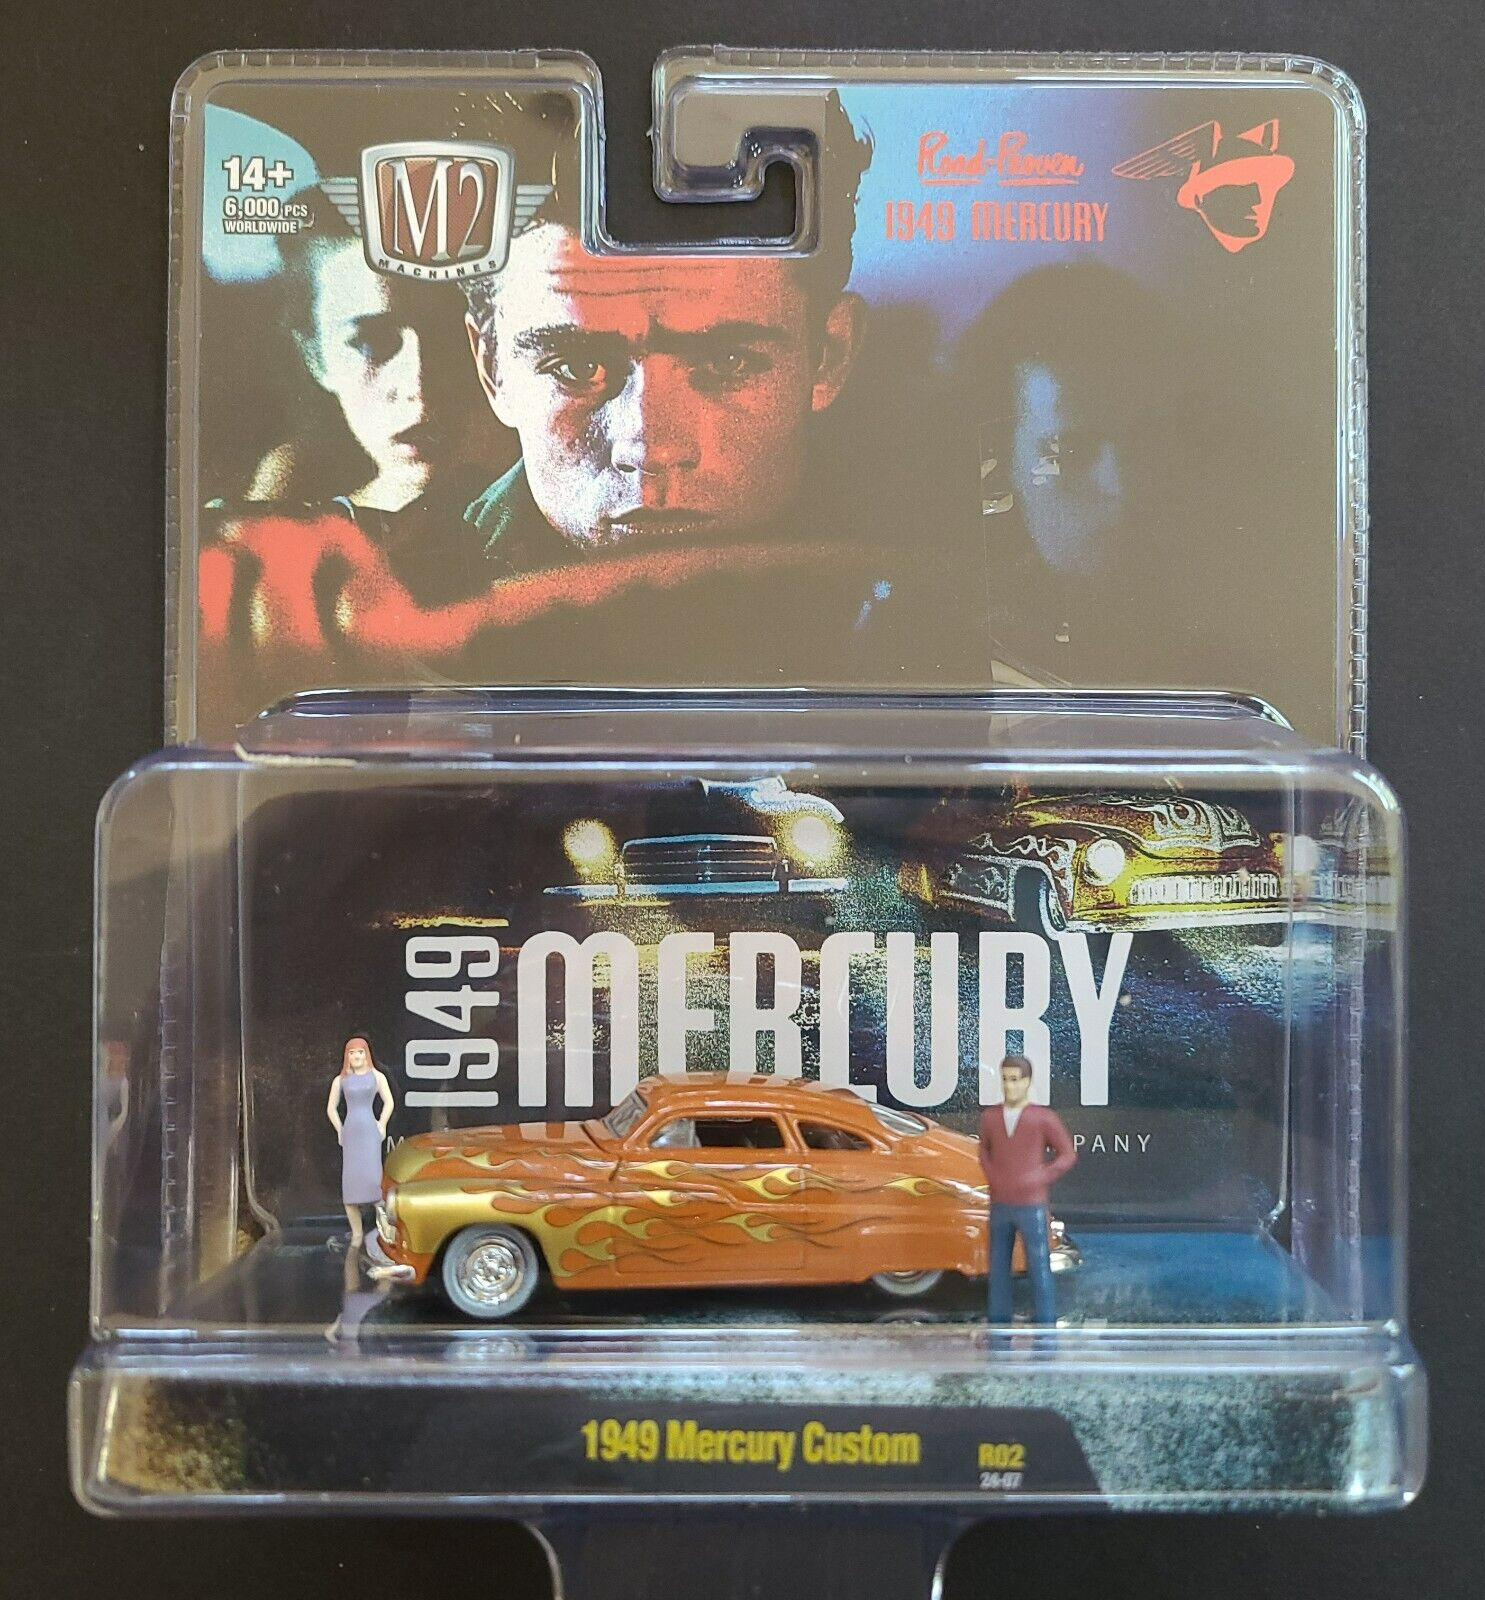 14+
6,000 PCS
WORLDWIDE
M2
MACHINES
Road-Proven
1949 MERCURY
1949
MERCURY
M
MPANY
1949 Mercury Custom
R02
24-07